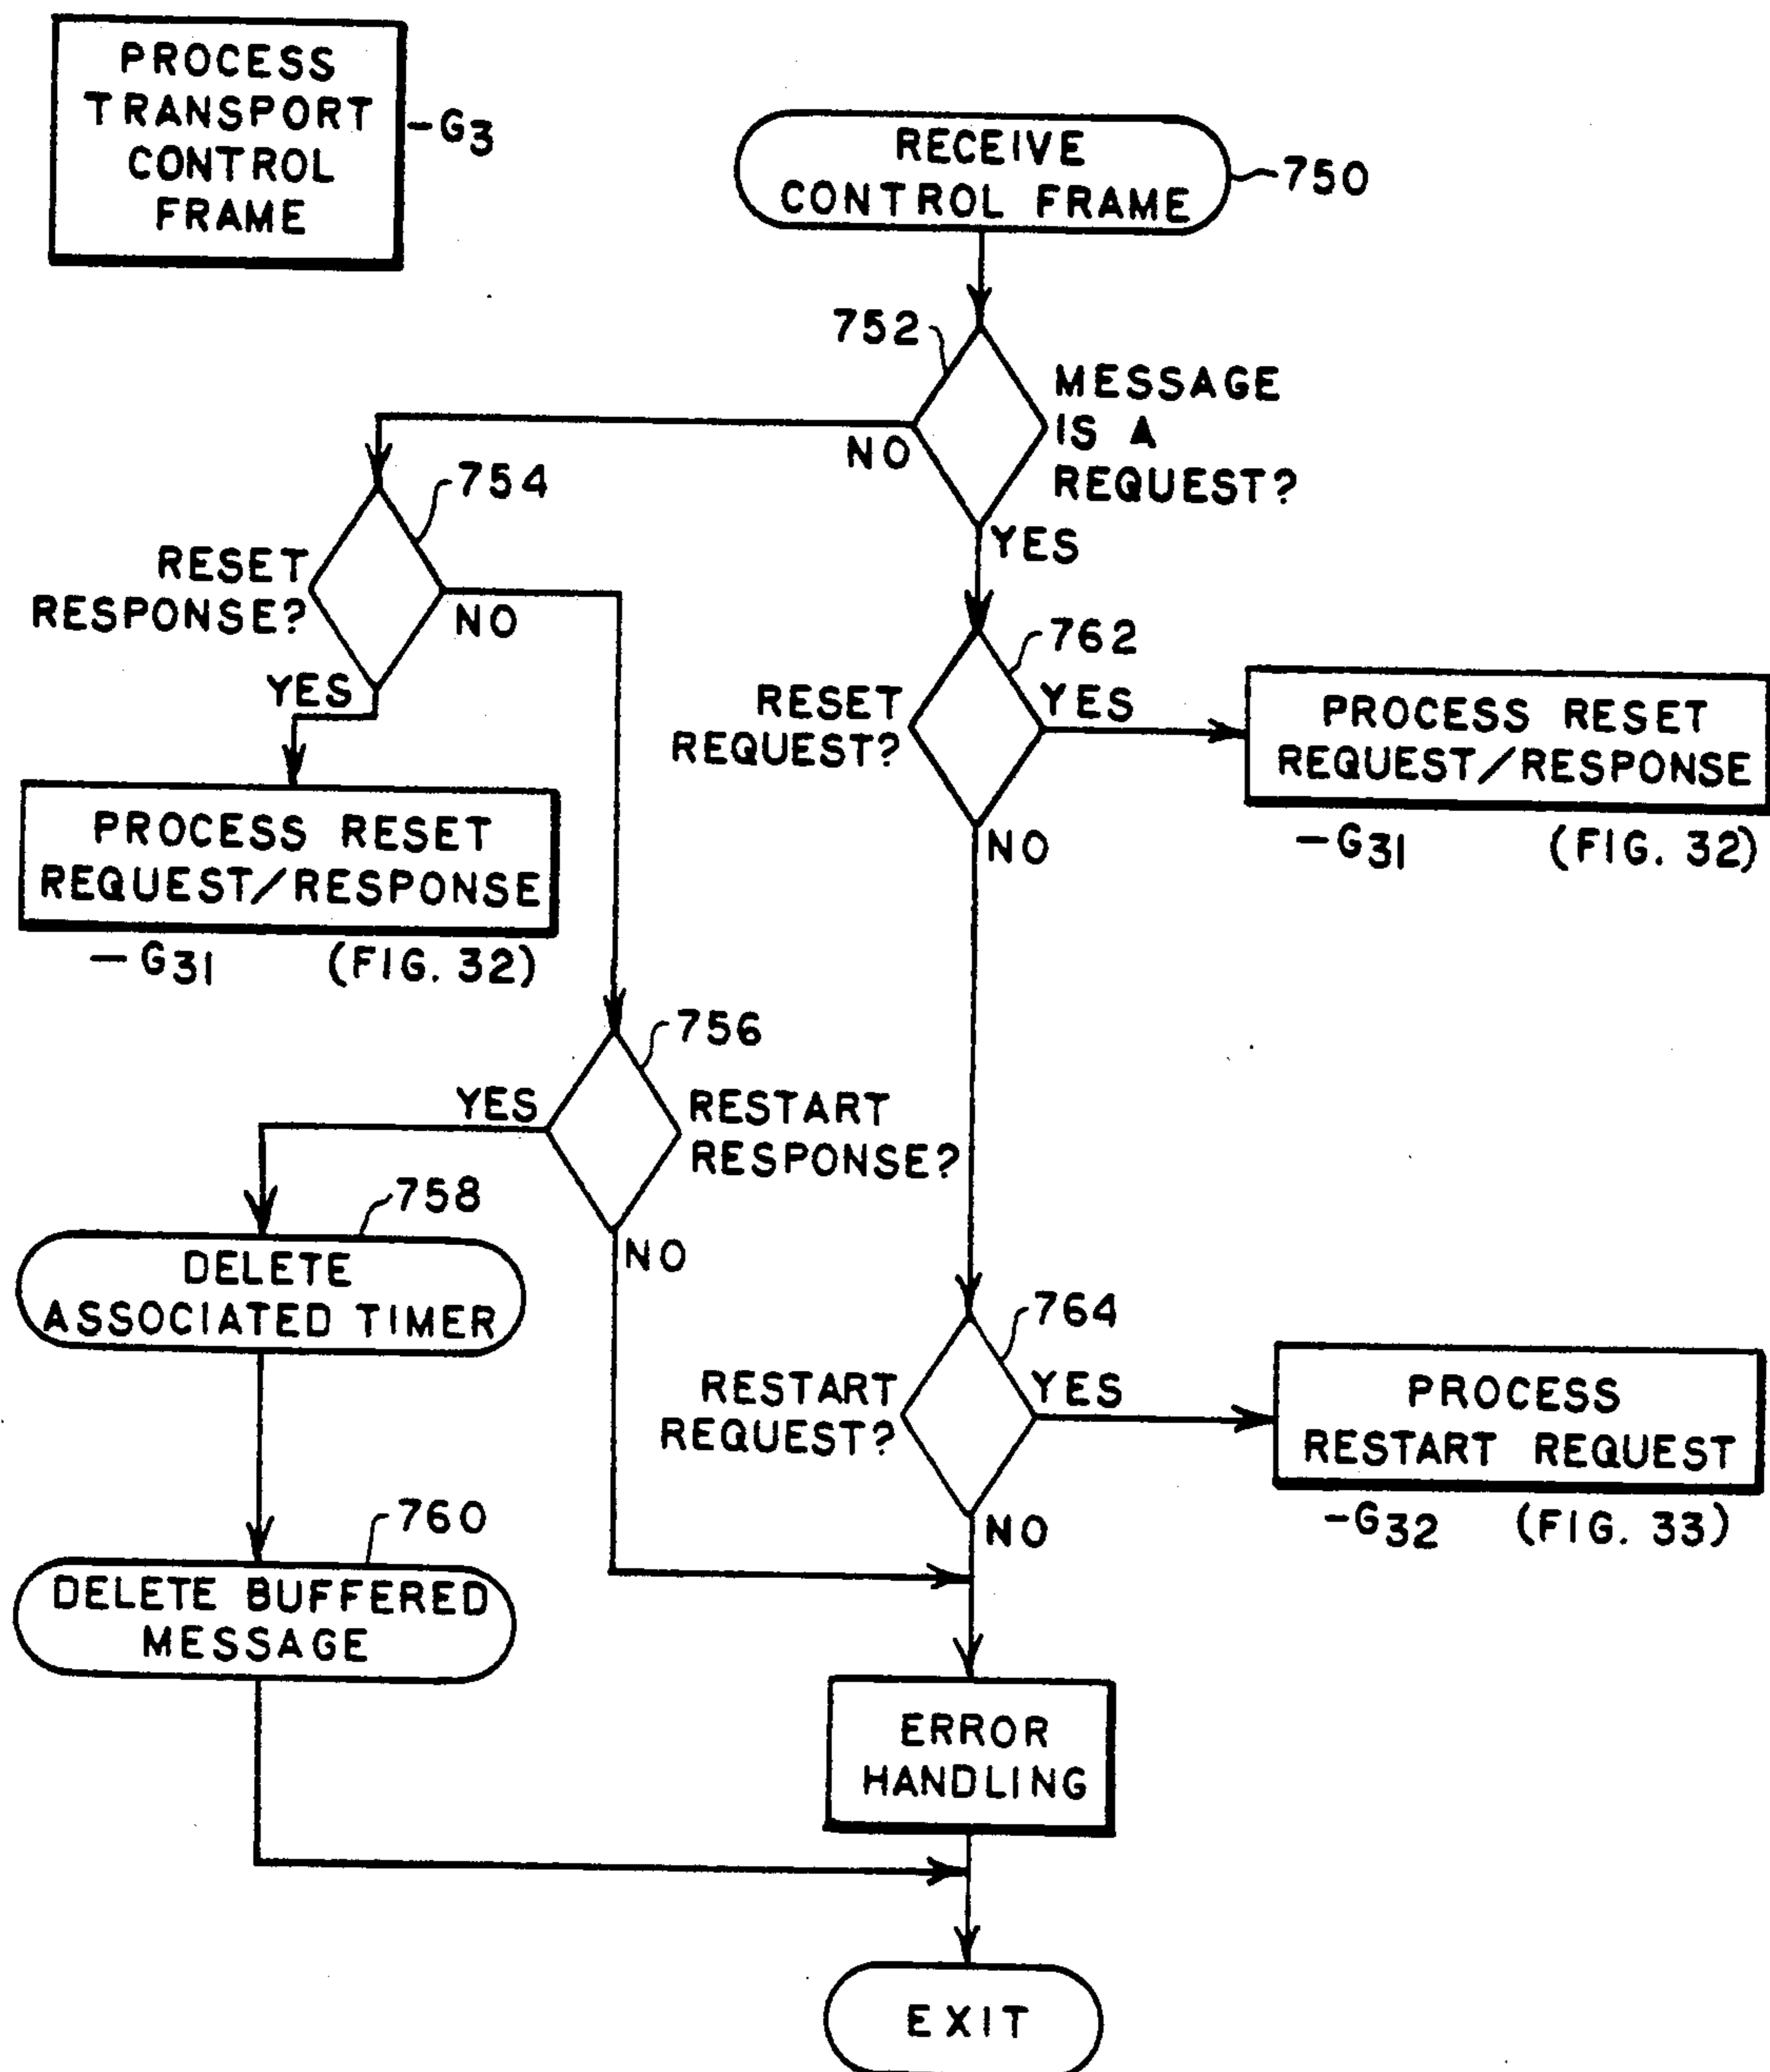 PROCESS
TRANSPORT
CONTROL
FRAME
-G3
RECEIVE
CONTROL FRAME
750
752
MESSAGE
IS A
REQUEST?
NO
YES
754
RESET
RESPONSE?
NO
YES
762
RESET
REQUEST?
YES
NO
PROCESS RESET
REQUEST/RESPONSE
-G31 (FIG. 32)
PROCESS RESET
REQUEST/RESPONSE
-G31 (FIG. 32)
756
YES
RESTART
RESPONSE?
NO
758
DELETE
ASSOCIATED TIMER
764
RESTART
REQUEST?
YES
NO
PROCESS
RESTART REQUEST
-G32 (FIG. 33)
760
DELETE BUFFERED
MESSAGE
ERROR
HANDLING
EXIT